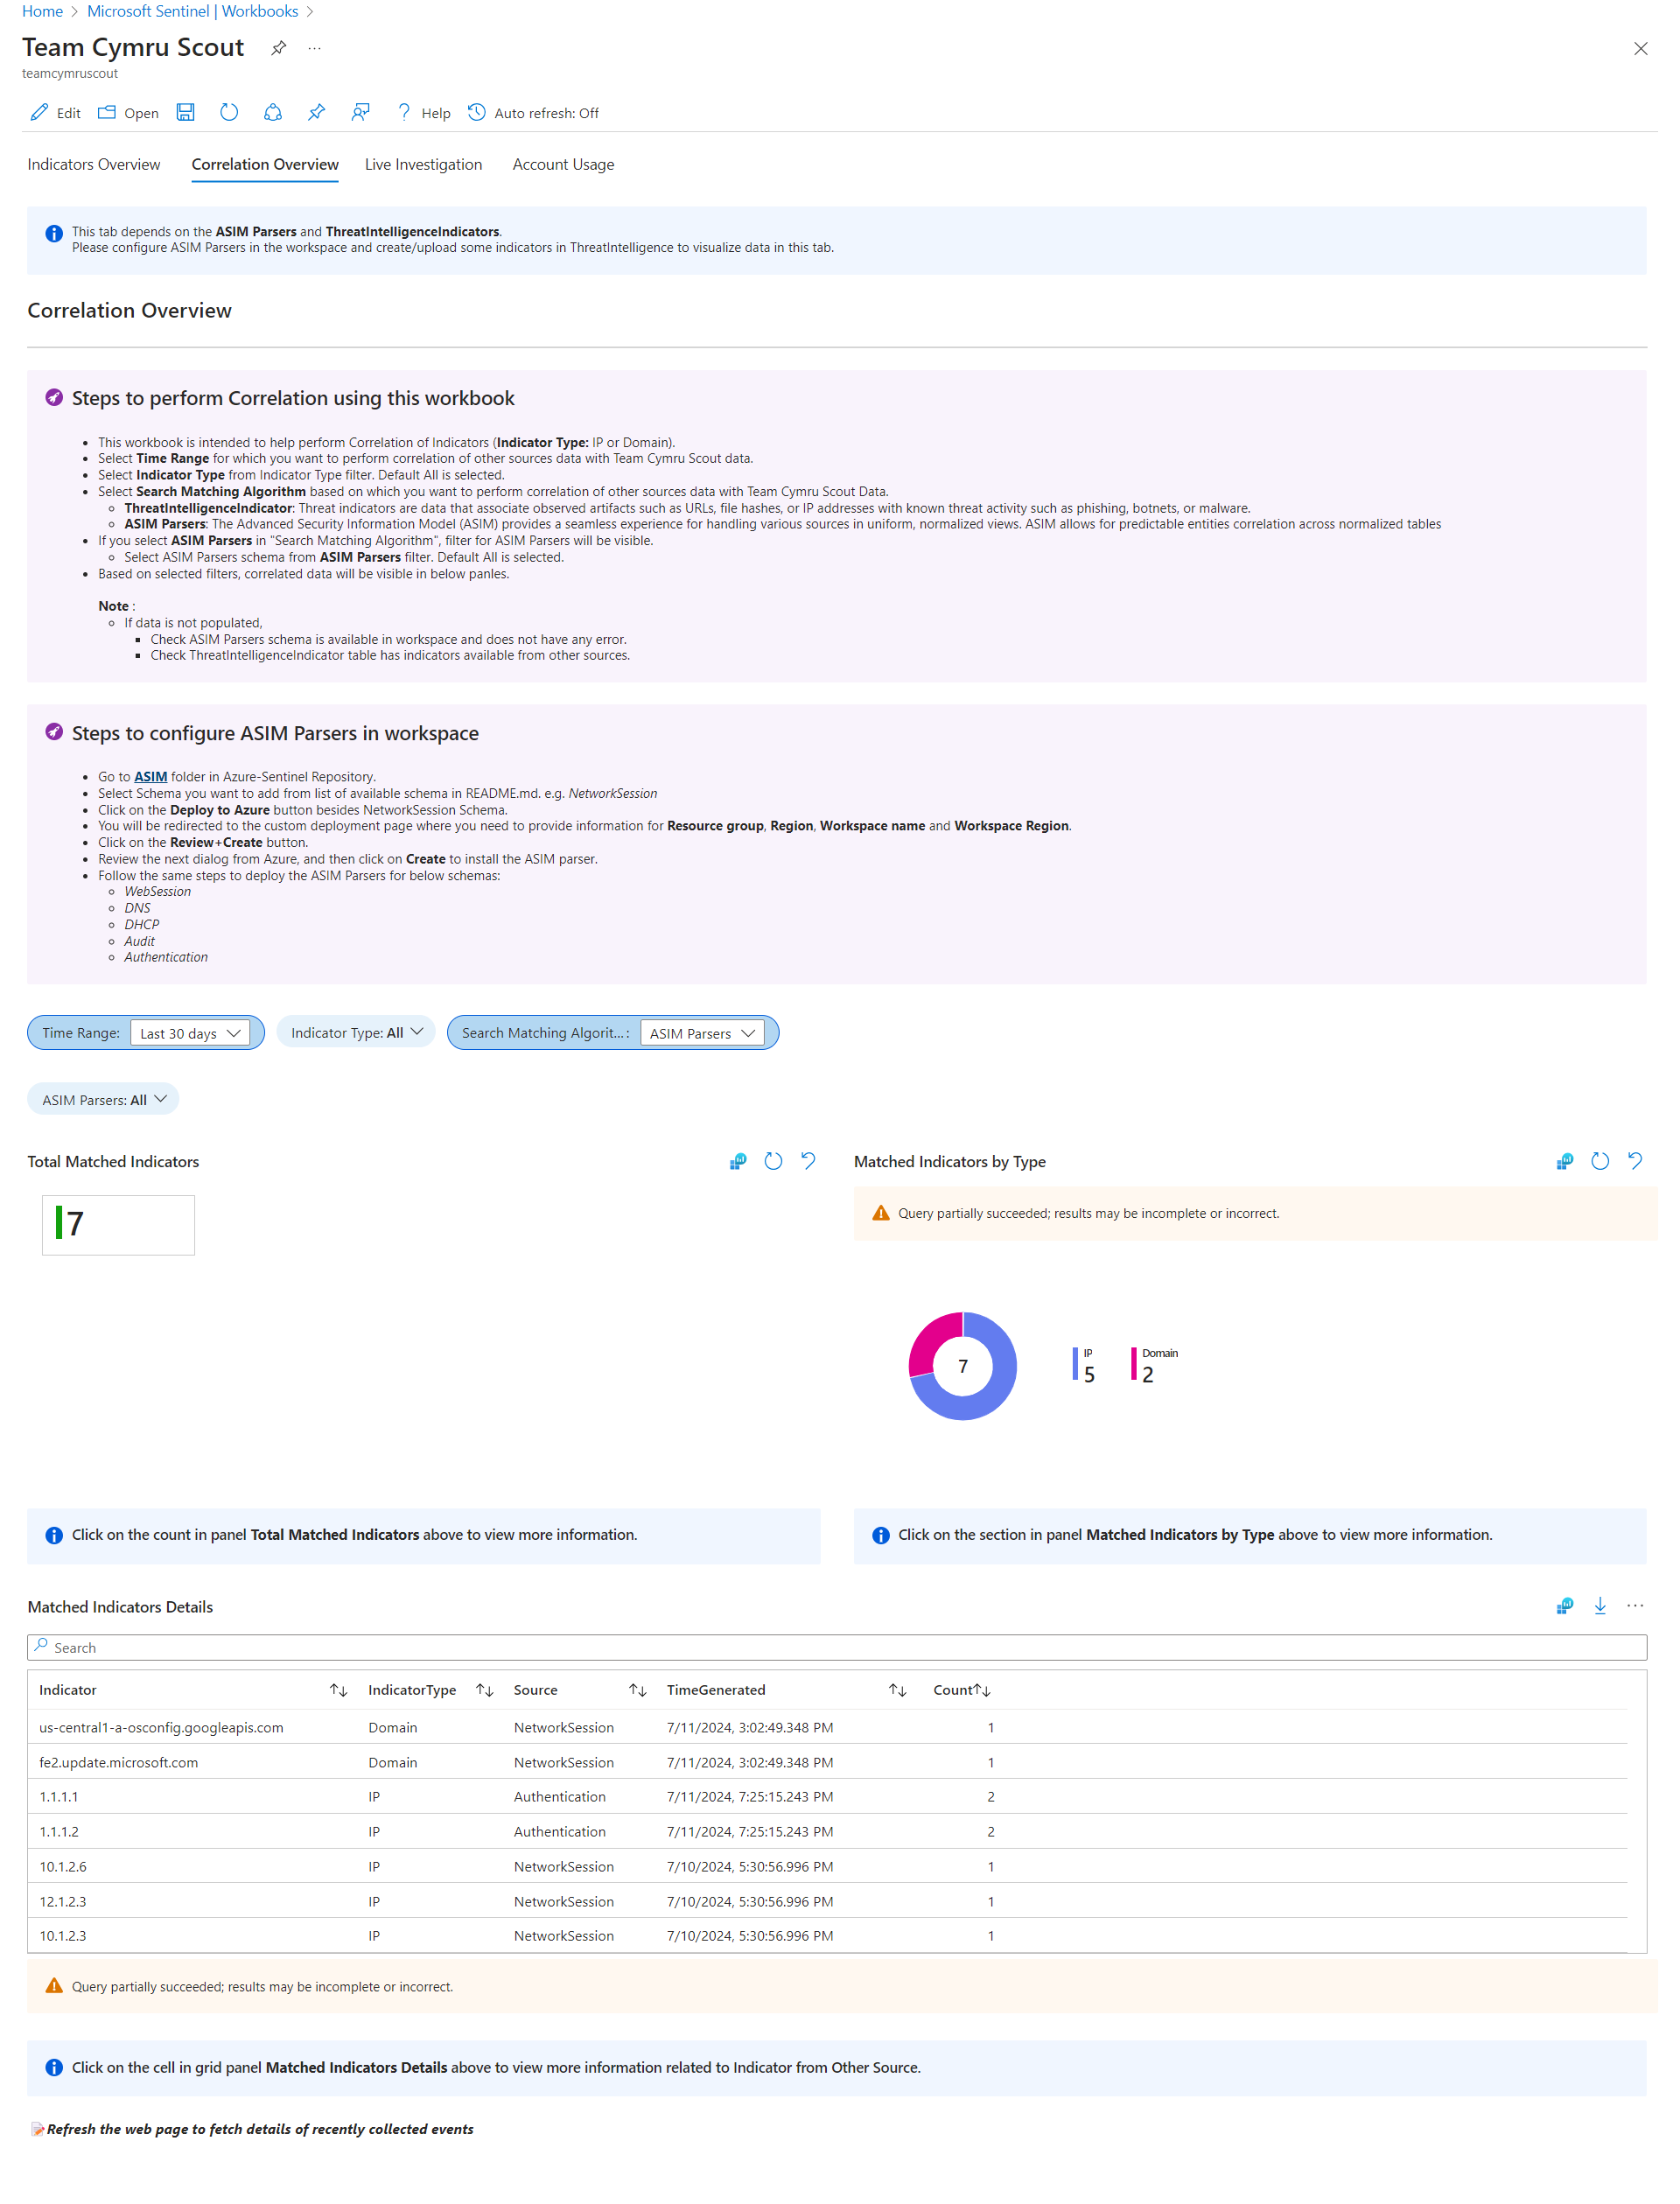 Home > Microsoft Sentinel | Workbooks >
Team Cymru Scout ...
teamcymruscout
Edit Open Help Auto refresh: Off
Indicators Overview Correlation Overview Live Investigation Account Usage
This tab depends on the ASIM Parsers and ThreatIntelligenceIndicators.
Please configure ASIM Parsers in the workspace and create/upload some indicators in ThreatIntelligence to visualize data in this tab.
Correlation Overview
Steps to perform Correlation using this workbook
• This workbook is intended to help perform Correlation of Indicators (Indicator Type: IP or Domain).
• Select Time Range for which you want to perform correlation of other sources data with Team Cymru Scout data.
• Select Indicator Type from Indicator Type filter. Default All is selected.
• Select Search Matching Algorithm based on which you want to perform correlation of other sources data with Team Cymru Scout Data.
◦ ThreatIntelligenceIndicator: Threat indicators are data that associate observed artifacts such as URLs, file hashes, or IP addresses with known threat activity such as phishing, botnets, or malware.
◦ ASIM Parsers: The Advanced Security Information Model (ASIM) provides a seamless experience for handling various sources in uniform, normalized views. ASIM allows for predictable entities correlation across normalized tables
• If you select ASIM Parsers in "Search Matching Algorithm", filter for ASIM Parsers will be visible.
◦ Select ASIM Parsers schema from ASIM Parsers filter. Default All is selected.
• Based on selected filters, correlated data will be visible in below panles.
Note :
◦ If data is not populated,
▪ Check ASIM Parsers schema is available in workspace and does not have any error.
▪ Check ThreatIntelligenceIndicator table has indicators available from other sources.
Steps to configure ASIM Parsers in workspace
• Go to ASIM folder in Azure-Sentinel Repository.
• Select Schema you want to add from list of available schema in README.md. e.g. NetworkSession
• Click on the Deploy to Azure button besides NetworkSession Schema.
• You will be redirected to the custom deployment page where you need to provide information for Resource group, Region, Workspace name and Workspace Region.
• Click on the Review+Create button.
• Review the next dialog from Azure, and then click on Create to install the ASIM parser.
• Follow the same steps to deploy the ASIM Parsers for below schemas:
◦ WebSession
◦ DNS
◦ DHCP
◦ Audit
◦ Authentication
Time Range: Last 30 days Indicator Type: All Search Matching Algorit... : ASIM Parsers
ASIM Parsers: All
Total Matched Indicators
7
Matched Indicators by Type
Query partially succeeded; results may be incomplete or incorrect.
7
IP
5
Domain
2
Click on the count in panel Total Matched Indicators above to view more information.
Click on the section in panel Matched Indicators by Type above to view more information.
Matched Indicators Details ...
Search
Indicator IndicatorType Source TimeGenerated Count
us-central1-a-osconfig.googleapis.com Domain NetworkSession 7/11/2024, 3:02:49.348 PM 1
fe2.update.microsoft.com Domain NetworkSession 7/11/2024, 3:02:49.348 PM 1
1.1.1.1 IP Authentication 7/11/2024, 7:25:15.243 PM 2
1.1.1.2 IP Authentication 7/11/2024, 7:25:15.243 PM 2
10.1.2.6 IP NetworkSession 7/10/2024, 5:30:56.996 PM 1
12.1.2.3 IP NetworkSession 7/10/2024, 5:30:56.996 PM 1
10.1.2.3 IP NetworkSession 7/10/2024, 5:30:56.996 PM 1
Query partially succeeded; results may be incomplete or incorrect.
Click on the cell in grid panel Matched Indicators Details above to view more information related to Indicator from Other Source.
Refresh the web page to fetch details of recently collected events